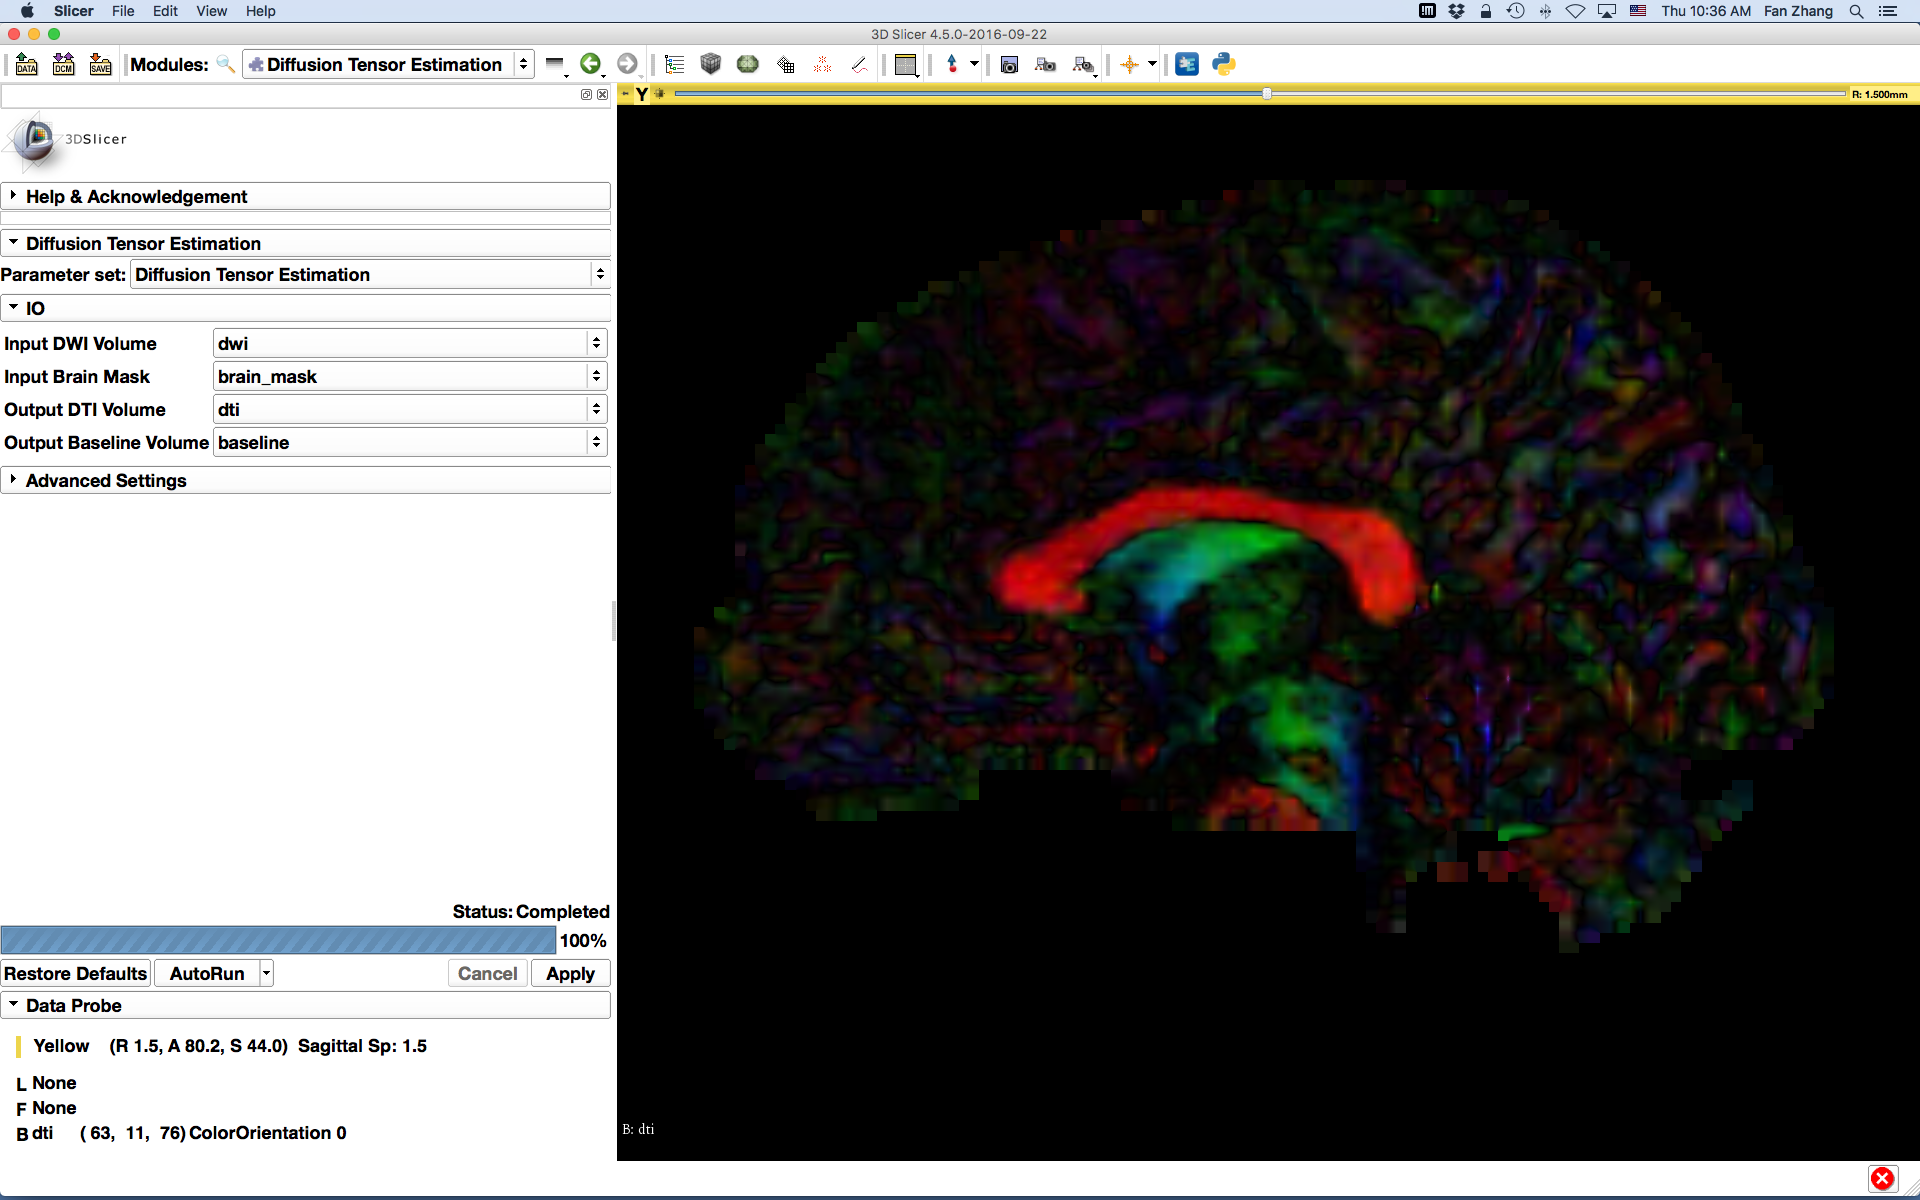 Slicer File Edit View Help Thu 10:36 AM Fan Zhang
3D Slicer 4.5.0-2016-09-22
DATA DCM SAVE Modules: Diffusion Tensor Estimation
Y R: 1.500mm
3DSlicer
Help & Acknowledgement
Diffusion Tensor Estimation
Parameter set: Diffusion Tensor Estimation
IO
Input DWI Volume dwi
Input Brain Mask brain_mask
Output DTI Volume dti
Output Baseline Volume baseline
Advanced Settings
Status: Completed
100%
Restore Defaults AutoRun Cancel Apply
Data Probe
Yellow (R 1.5, A 80.2, S 44.0) Sagittal Sp: 1.5
L None
F None
B dti ( 63, 11, 76) ColorOrientation 0
B: dti